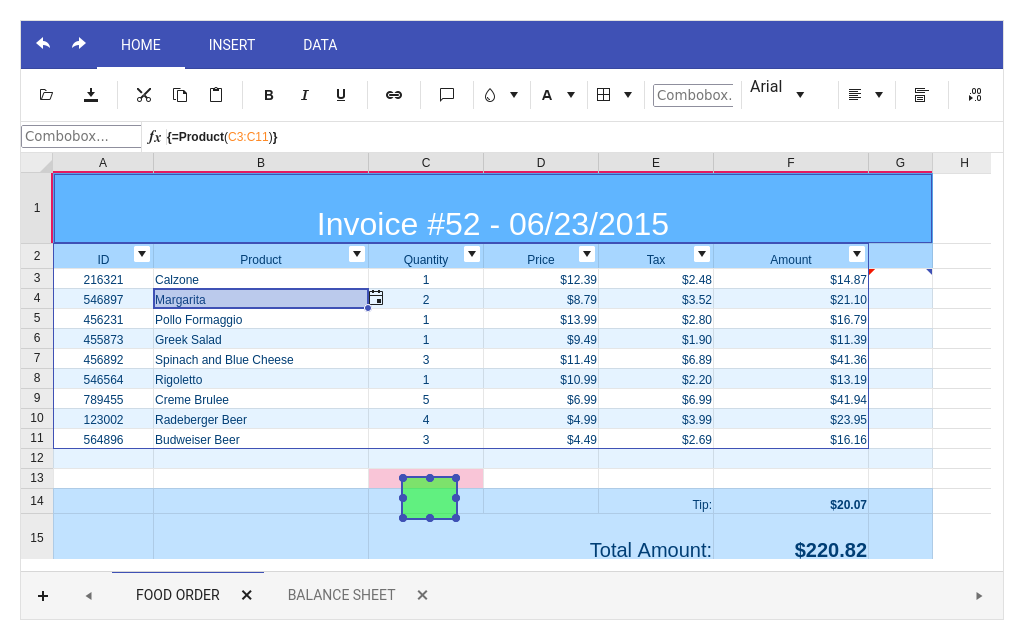 HOME INSERT DATA
B I U A Combobox... Arial .00 .0
Combobox... fx {=Product(C3:C11)}
A B C D E F G H
1 Invoice #52 - 06/23/2015
2 ID Product Quantity Price Tax Amount
3 216321 Calzone 1 $12.39 $2.48 $14.87
4 546897 Margarita 2 $8.79 $3.52 $21.10
5 456231 Pollo Formaggio 1 $13.99 $2.80 $16.79
6 455873 Greek Salad 1 $9.49 $1.90 $11.39
7 456892 Spinach and Blue Cheese 3 $11.49 $6.89 $41.36
8 546564 Rigoletto 1 $10.99 $2.20 $13.19
9 789455 Creme Brulee 5 $6.99 $6.99 $41.94
10 123002 Radeberger Beer 4 $4.99 $3.99 $23.95
11 564896 Budweiser Beer 3 $4.49 $2.69 $16.16
12
13
14 Tip: $20.07
15 Total Amount: $220.82
FOOD ORDER BALANCE SHEET